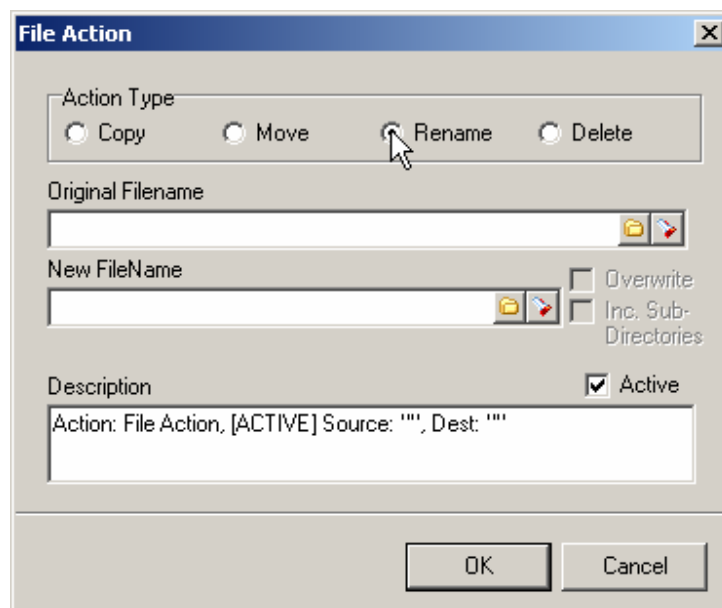 File Action
Action Type
Copy Move Rename Delete
Original Filename
New FileName
Overwrite
Inc. Sub-
Directories
Description
Active
Action: File Action, [ACTIVE] Source: "", Dest: ""
OK Cancel